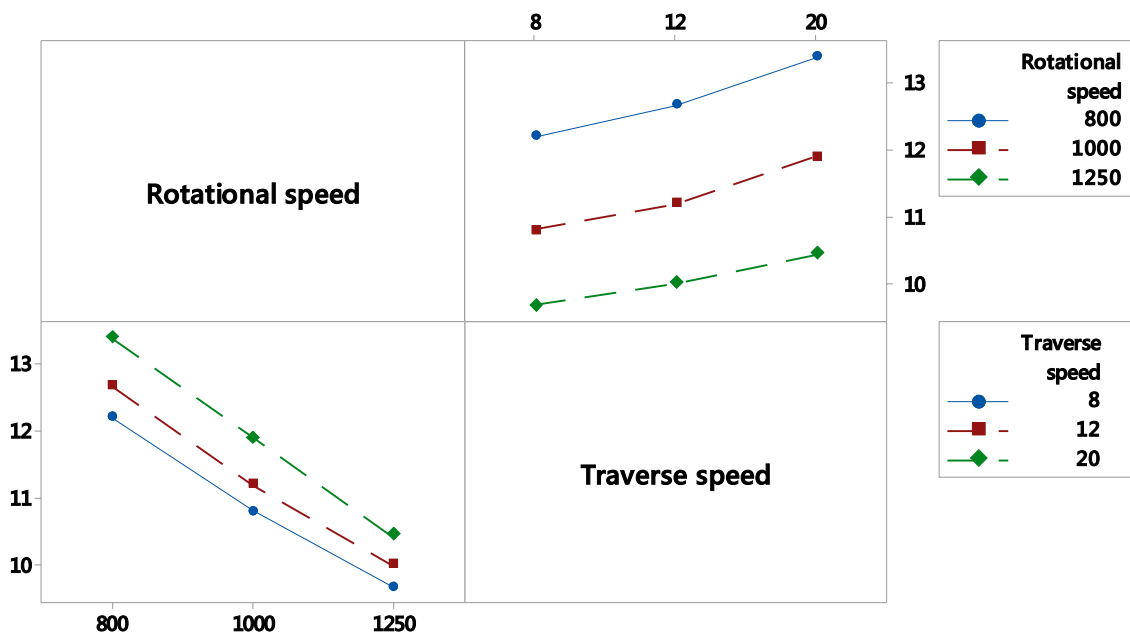 8 12 20
Rotational speed
13
12
11
10
Rotational
speed
800
1000
1250
13
12
11
10
Traverse speed
800 1000 1250
Traverse
speed
8
12
20